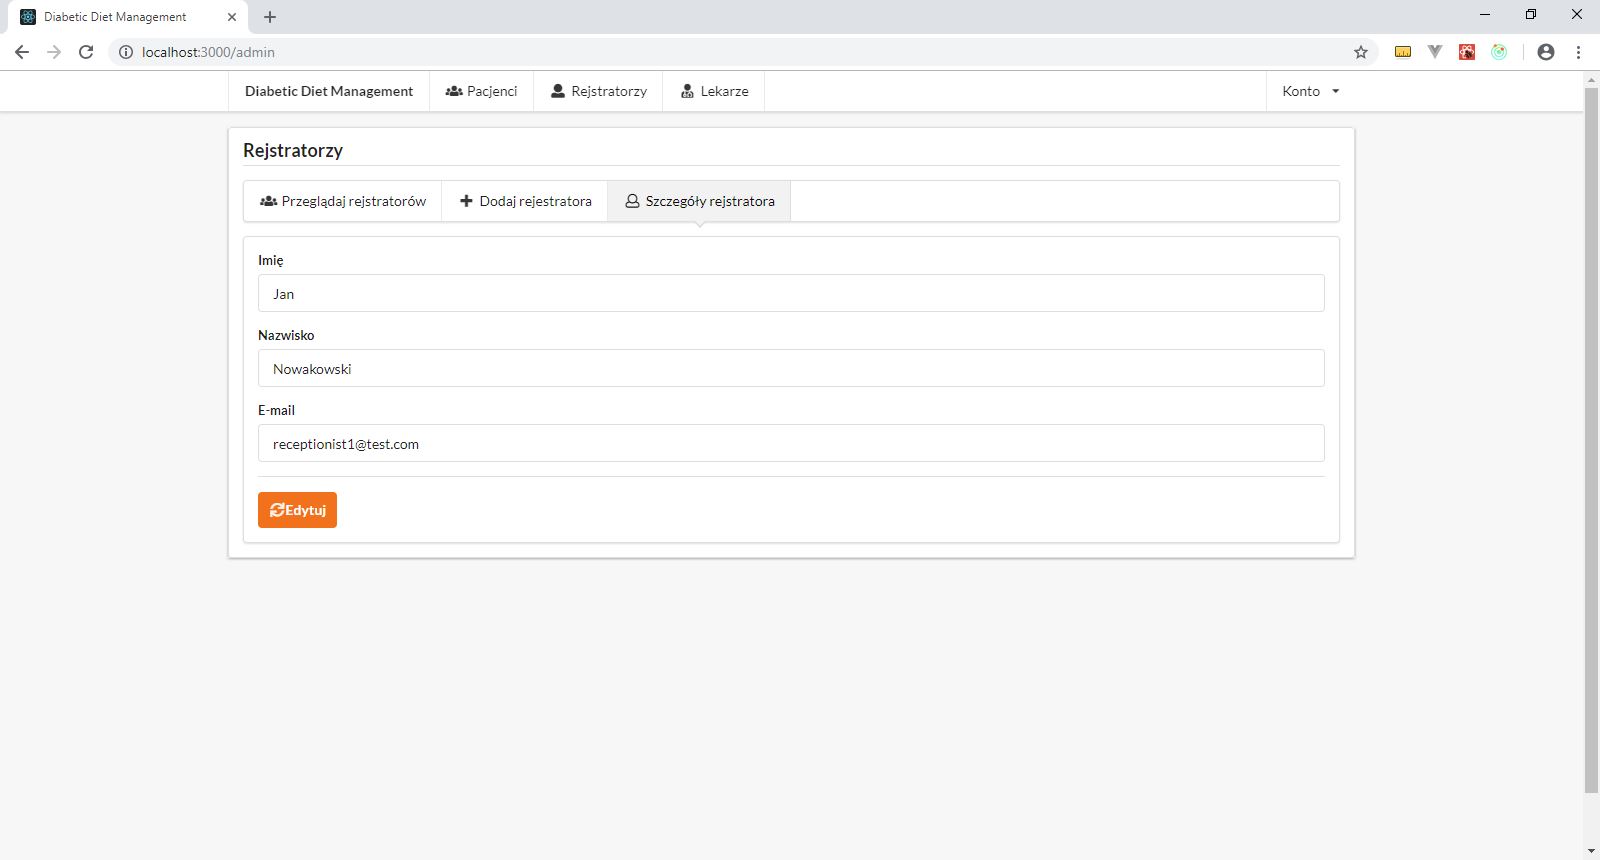 Diabetic Diet Management
localhost:3000/admin
Diabetic Diet Management Pacjenci Rejstratorzy Lekarze Konto
Rejstratorzy
Przeglądaj rejstratorów Dodaj rejestratora Szczegóły rejstratora
Imię
Jan
Nazwisko
Nowakowski
E-mail
receptionist1@test.com
Edytuj